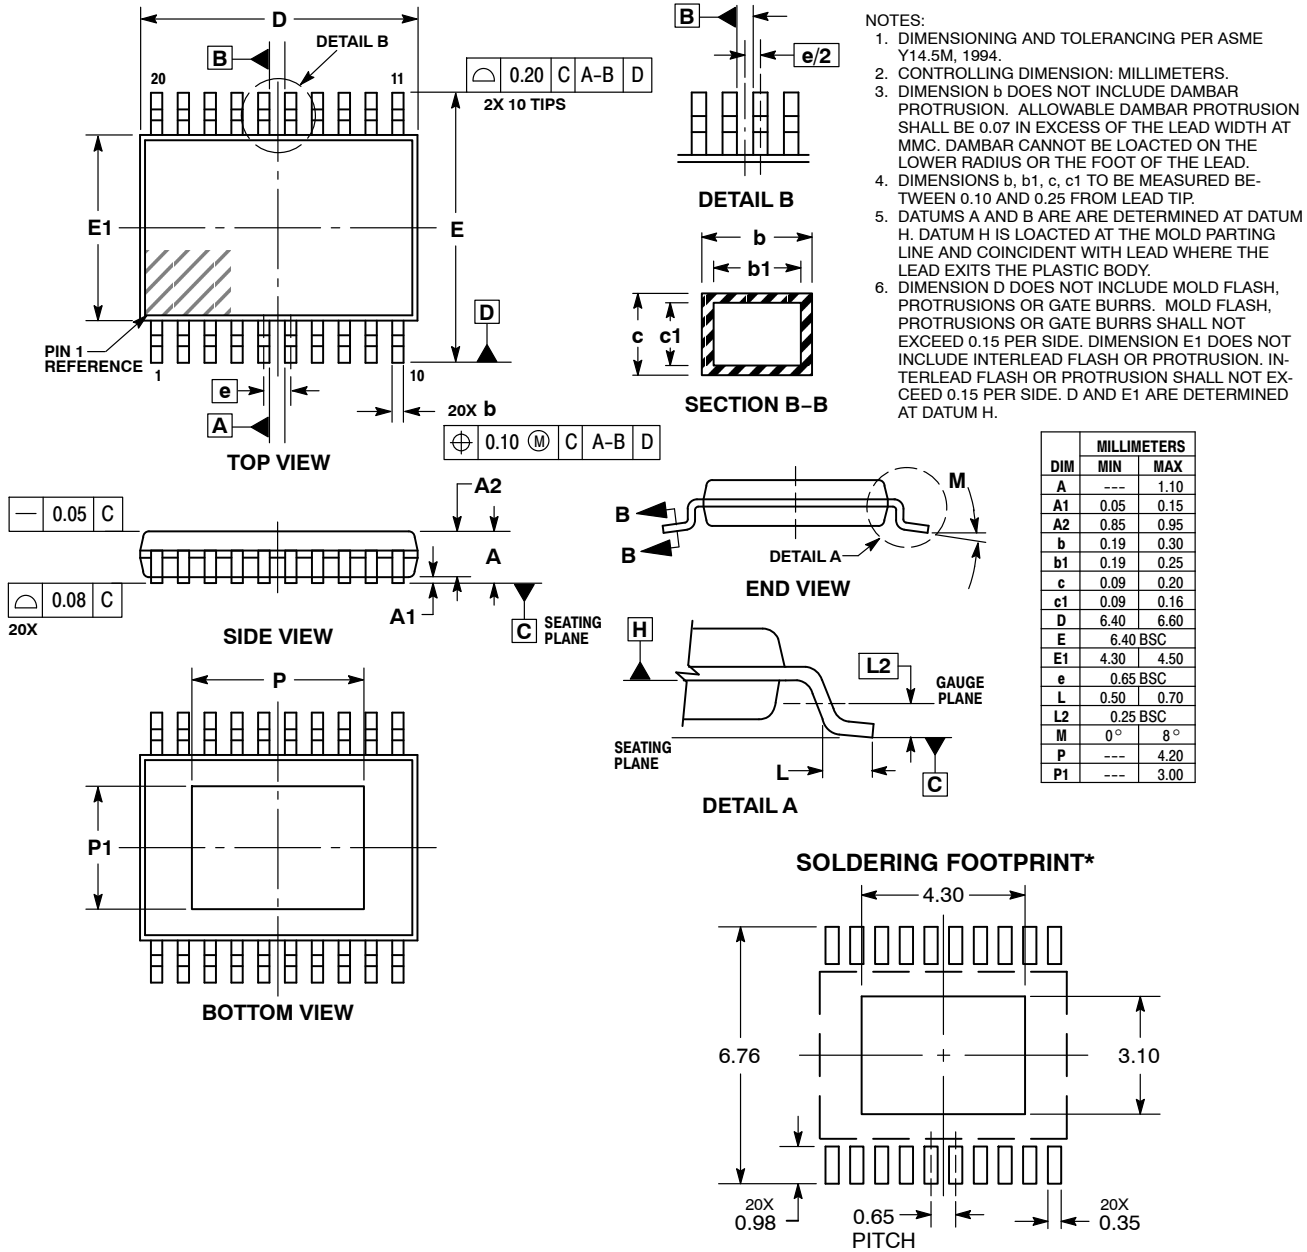 D
B
DETAIL B
20
11
0.20 C A–B D
2X 10 TIPS
E1
E
D
PIN 1
REFERENCE
1
10
e
20X b
A
0.10 M C A–B D
TOP VIEW
B
e/2
DETAIL B
b
b1
c
c1
SECTION B–B
NOTES:
1. DIMENSIONING AND TOLERANCING PER ASME
Y14.5M, 1994.
2. CONTROLLING DIMENSION: MILLIMETERS.
3. DIMENSION b DOES NOT INCLUDE DAMBAR
PROTRUSION. ALLOWABLE DAMBAR PROTRUSION
SHALL BE 0.07 IN EXCESS OF THE LEAD WIDTH AT
MMC. DAMBAR CANNOT BE LOACTED ON THE
LOWER RADIUS OR THE FOOT OF THE LEAD.
4. DIMENSIONS b, b1, c, c1 TO BE MEASURED BE-
TWEEN 0.10 AND 0.25 FROM LEAD TIP.
5. DATUMS A AND B ARE ARE DETERMINED AT DATUM
H. DATUM H IS LOACTED AT THE MOLD PARTING
LINE AND COINCIDENT WITH LEAD WHERE THE
LEAD EXITS THE PLASTIC BODY.
6. DIMENSION D DOES NOT INCLUDE MOLD FLASH,
PROTRUSIONS OR GATE BURRS. MOLD FLASH,
PROTRUSIONS OR GATE BURRS SHALL NOT
EXCEED 0.15 PER SIDE. DIMENSION E1 DOES NOT
INCLUDE INTERLEAD FLASH OR PROTRUSION. IN-
TERLEAD FLASH OR PROTRUSION SHALL NOT EX-
CEED 0.15 PER SIDE. D AND E1 ARE DETERMINED
AT DATUM H.
MILLIMETERS
DIM MIN MAX
A --- 1.10
A1 0.05 0.15
A2 0.85 0.95
b 0.19 0.30
b1 0.19 0.25
c 0.09 0.20
c1 0.09 0.16
D 6.40 6.60
E 6.40 BSC
E1 4.30 4.50
e 0.65 BSC
L 0.50 0.70
L2 0.25 BSC
M 0° 8°
P --- 4.20
P1 --- 3.00
— 0.05 C
A2
A
A1
0.08 C
20X
C SEATING
PLANE
SIDE VIEW
B
B
M
DETAIL A
END VIEW
H
L2
GAUGE
PLANE
SEATING
PLANE
L
C
DETAIL A
P
P1
BOTTOM VIEW
SOLDERING FOOTPRINT*
4.30
6.76
3.10
20X
0.98
0.65
PITCH
20X
0.35